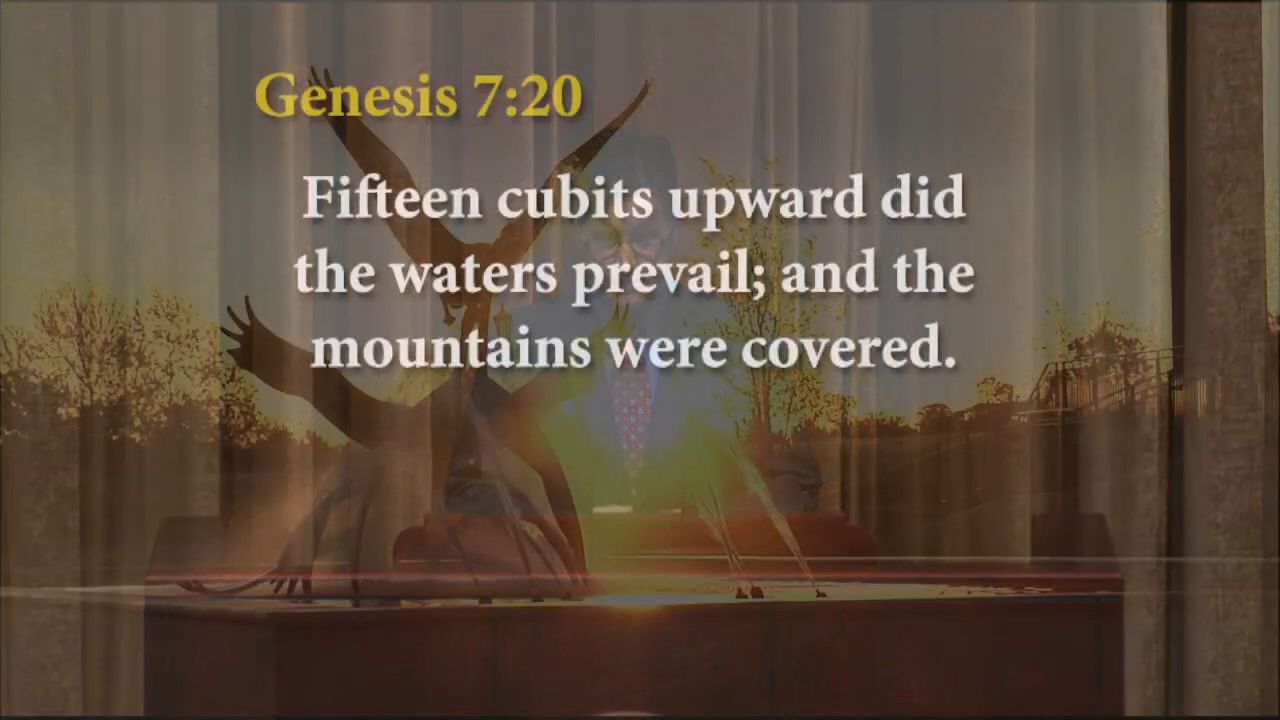 Genesis 7:20
Fifteen cubits upward did
the waters prevail; and the
mountains were covered.